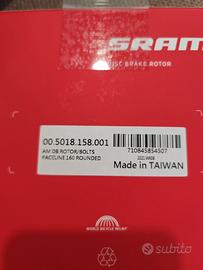 SRAM
DISC BRAKE ROTOR
00.5018.158.001
AM DB ROTOR/BOLTS
PACELINE 160 ROUNDED
710845854507
Made in TAIWAN
WORLD BICYCLE RELIEF
subito